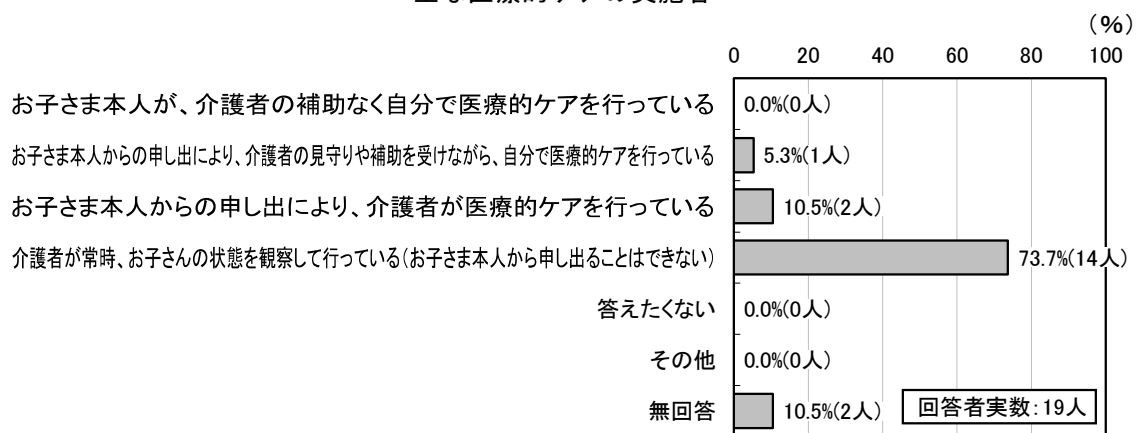 (%)
0 20 40 60 80 100
お子さま本人が、介護者の補助なく自分で医療的ケアを行っている 0.0%(0人)
お子さま本人からの申し出により、介護者の見守りや補助を受けながら、自分で医療的ケアを行っている 5.3%(1人)
お子さま本人からの申し出により、介護者が医療的ケアを行っている 10.5%(2人)
介護者が常時、お子さんの状態を観察して行っている(お子さま本人から申し出ることはできない) 73.7%(14人)
答えたくない 0.0%(0人)
その他 0.0%(0人)
無回答 10.5%(2人) 回答者実数:19人